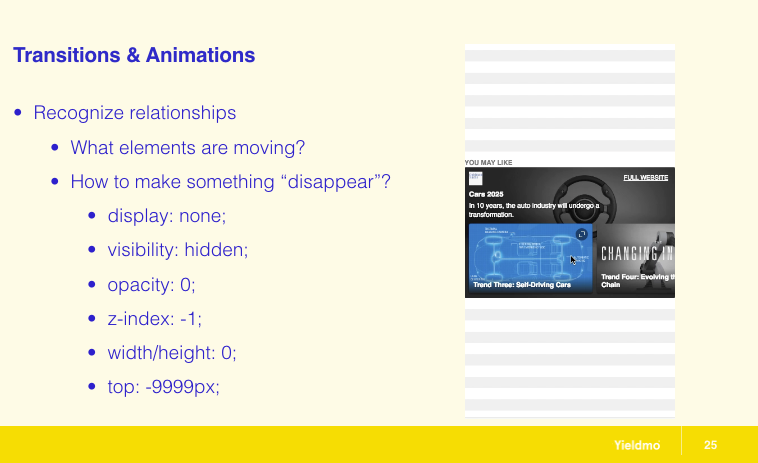 Transitions & Animations
• Recognize relationships
• What elements are moving?
• How to make something “disappear”?
• display: none;
• visibility: hidden;
• opacity: 0;
• z-index: -1;
• width/height: 0;
• top: -9999px;
YOU MAY LIKE
FULL WEBSITE
Cars 2025
In 10 years, the auto industry will undergo a
transformation.
CHANGING IN
Trend Three: Self-Driving Cars
Trend Four: Evolving th
Chain
Yieldmo
25